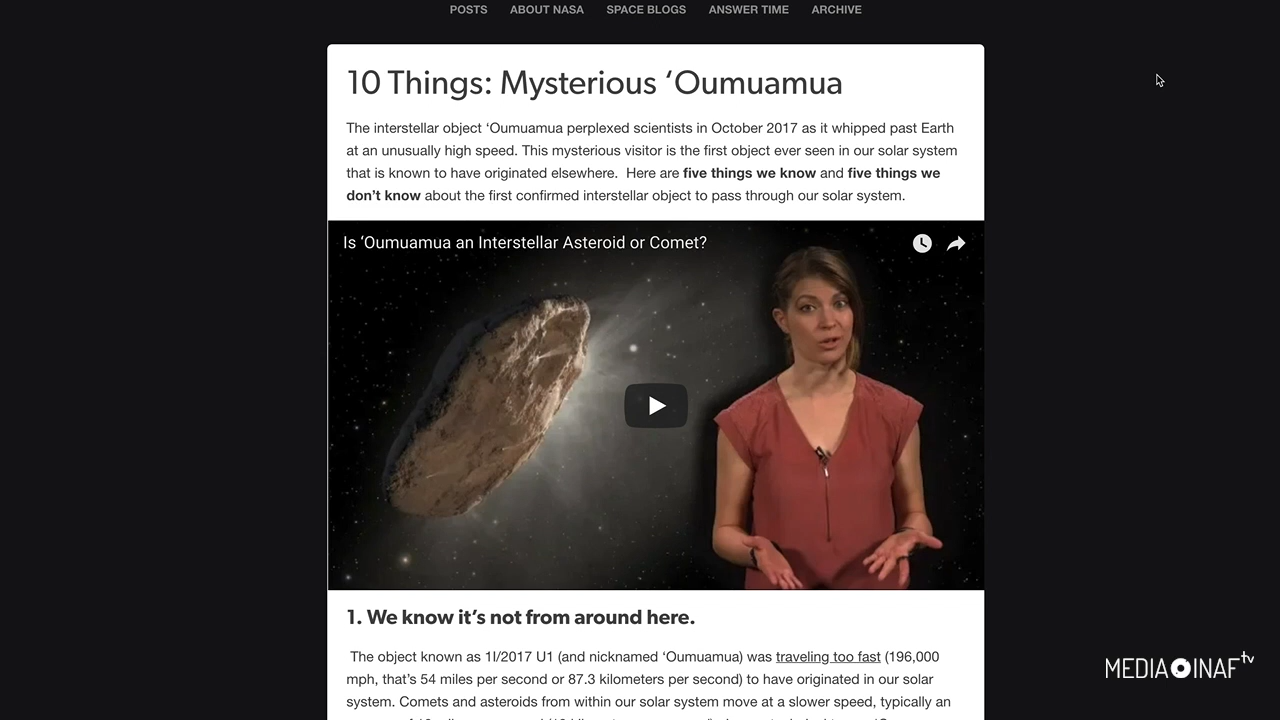 POSTS ABOUT NASA SPACE BLOGS ANSWER TIME ARCHIVE
10 Things: Mysterious ‘Oumuamua
The interstellar object ‘Oumuamua perplexed scientists in October 2017 as it whipped past Earth
at an unusually high speed. This mysterious visitor is the first object ever seen in our solar system
that is known to have originated elsewhere. Here are five things we know and five things we
don’t know about the first confirmed interstellar object to pass through our solar system.
Is ‘Oumuamua an Interstellar Asteroid or Comet?
1. We know it’s not from around here.
The object known as 1I/2017 U1 (and nicknamed ‘Oumuamua) was traveling too fast (196,000
mph, that’s 54 miles per second or 87.3 kilometers per second) to have originated in our solar
system. Comets and asteroids from within our solar system move at a slower speed, typically an
MEDIA INAF tv